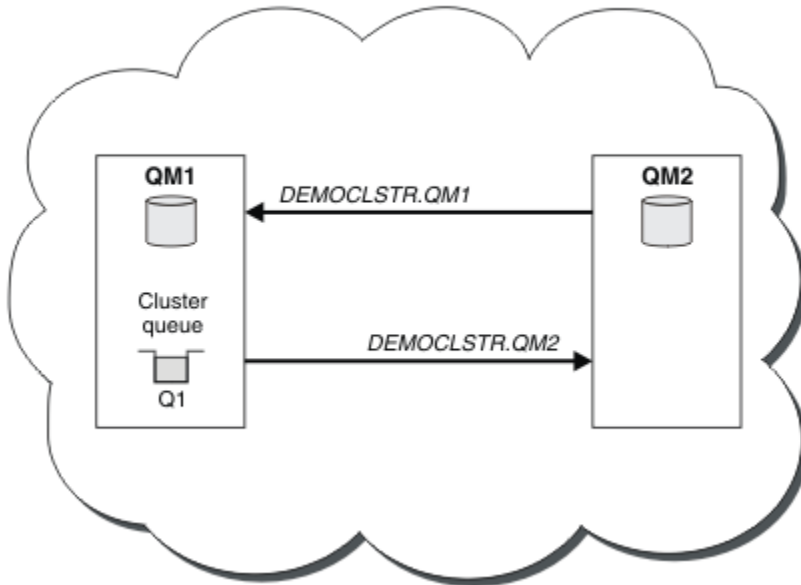 QM1
DEMOCLSTR.QM1
QM2
Cluster
queue
DEMOCLSTR.QM2
Q1